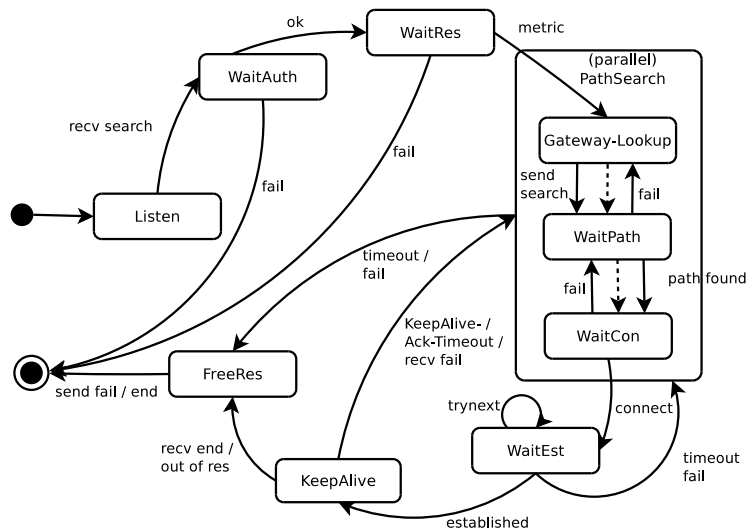 ok
WaitRes
metric
(parallel)
PathSearch
WaitAuth
recv search
Gateway-Lookup
fail
fail
send
search
fail
Listen
WaitPath
timeout /
fail
path found
fail
KeepAlive- /
Ack-Timeout /
recv fail
WaitCon
FreeRes
send fail / end
trynext
connect
WaitEst
recv end /
out of res
timeout
fail
KeepAlive
established